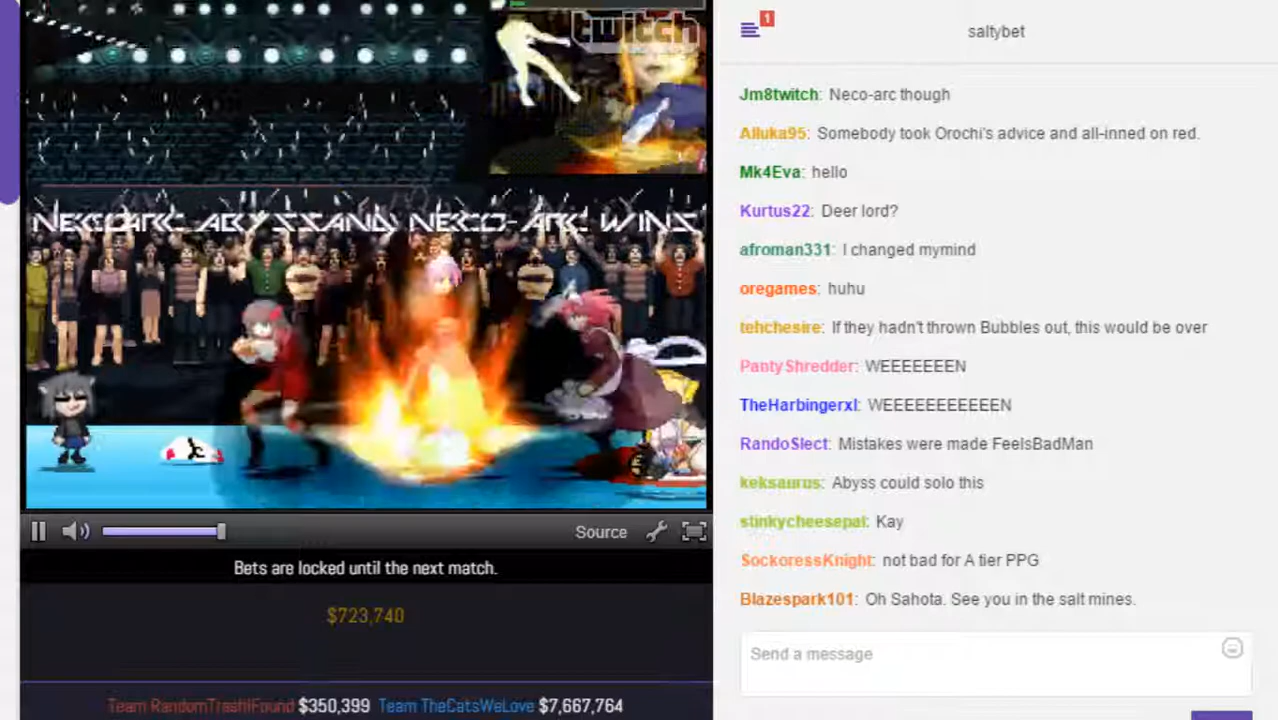 twitch
NECO-ARC ABYSS AND NECO-ARC WINS
Source
Bets are locked until the next match.
$723,740
Team RandomTrashIFound $350,399 Team TheCatsWeLove $7,667,764
1
saltybet
Jm8twitch: Neco-arc though
Alluka95: Somebody took Orochi's advice and all-inned on red.
Mk4Eva: hello
Kurtus22: Deer lord?
afroman331: I changed mymind
oregames: huhu
tehchesire: If they hadn't thrown Bubbles out, this would be over
PantyShredder: WEEEEEEEN
TheHarbingerxl: WEEEEEEEEEEEN
RandoSlect: Mistakes were made FeelsBadMan
keksaurus: Abyss could solo this
stinkycheesepal: Kay
SockoressKnight: not bad for A tier PPG
Blazespark101: Oh Sahota. See you in the salt mines.
Send a message